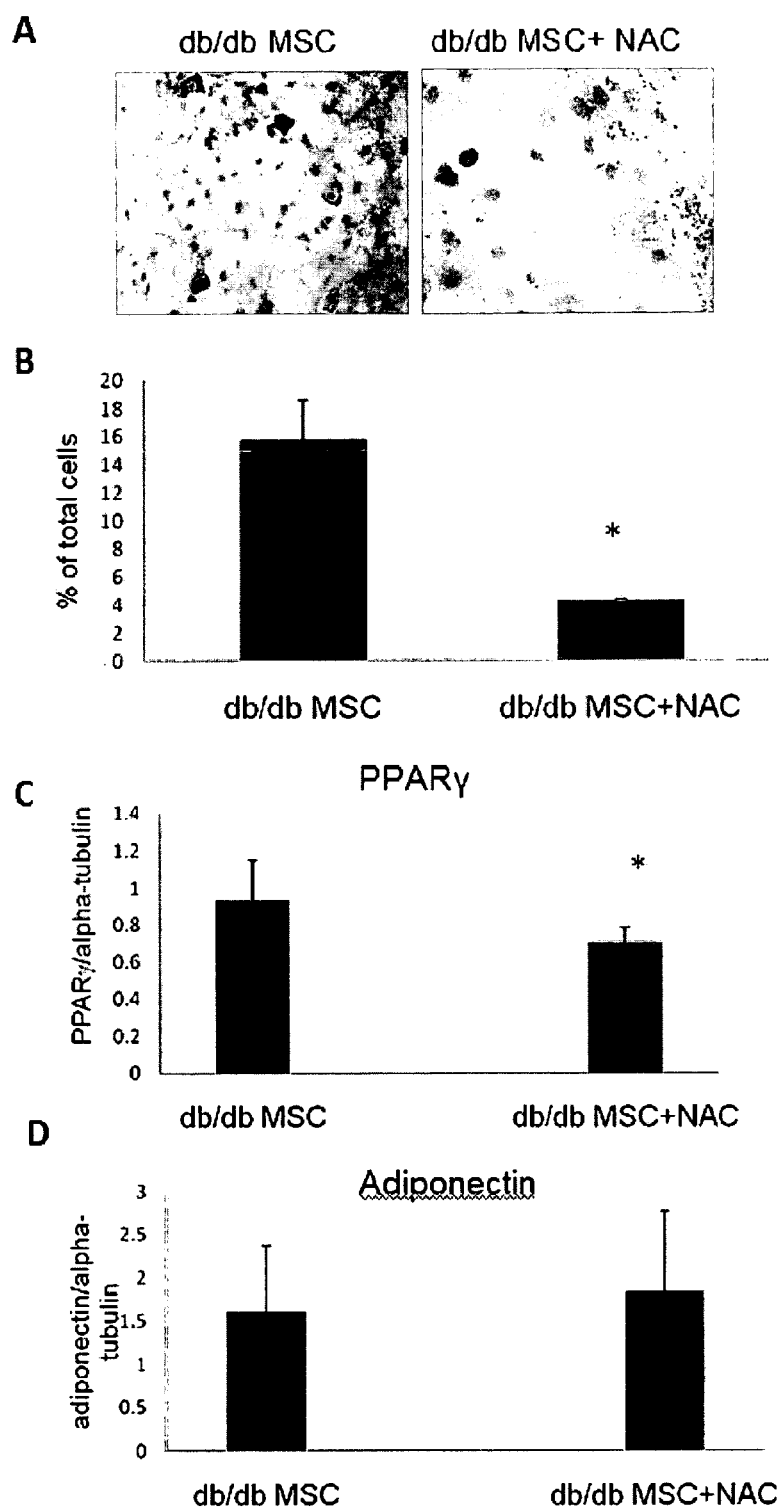 A
db/db MSC
db/db MSC+ NAC
B
% of total cells
20
18
16
14
12
10
8
6
4
2
0
*
db/db MSC
db/db MSC+NAC
C
PPARγ
PPARγ/alpha-tubulin
1.4
1.2
1
0.8
0.6
0.4
0.2
0
*
db/db MSC
db/db MSC+NAC
D
Adiponectin
adiponectin/alpha-
tubulin
3
2.5
2
1.5
1
0.5
0
db/db MSC
db/db MSC+NAC